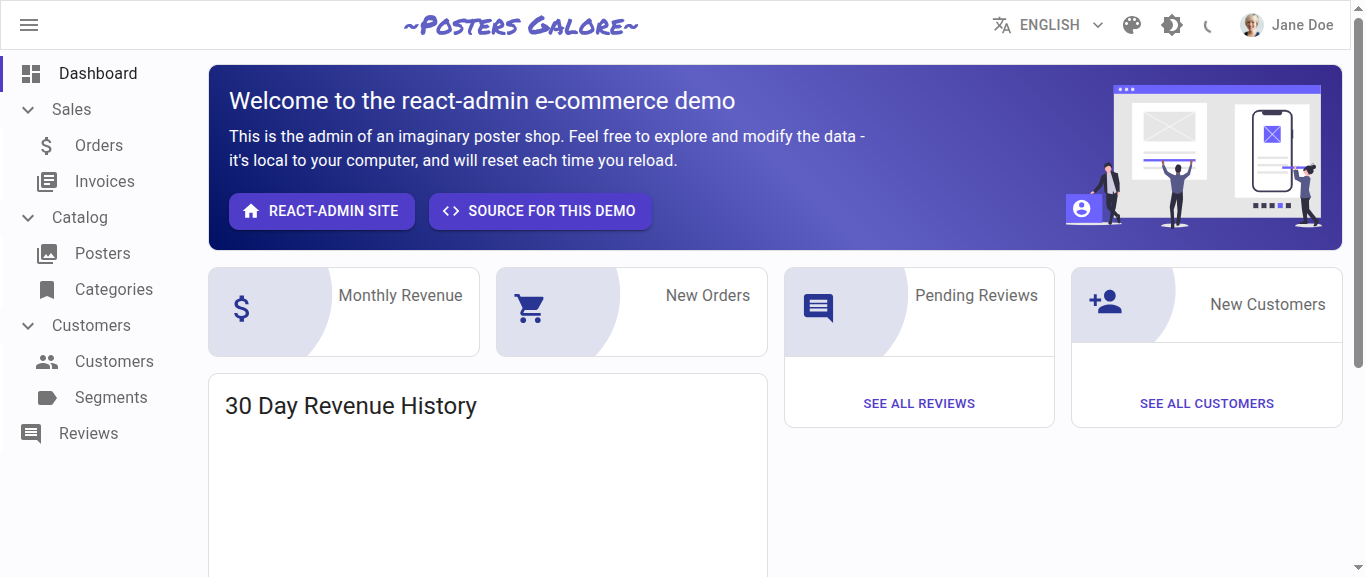 ~Posters Galore~
ENGLISH
Jane Doe
Dashboard
Sales
Orders
Invoices
Catalog
Posters
Categories
Customers
Customers
Segments
Reviews
Welcome to the react-admin e-commerce demo
This is the admin of an imaginary poster shop. Feel free to explore and modify the data -
it's local to your computer, and will reset each time you reload.
REACT-ADMIN SITE
SOURCE FOR THIS DEMO
Monthly Revenue
New Orders
Pending Reviews
New Customers
SEE ALL REVIEWS
SEE ALL CUSTOMERS
30 Day Revenue History